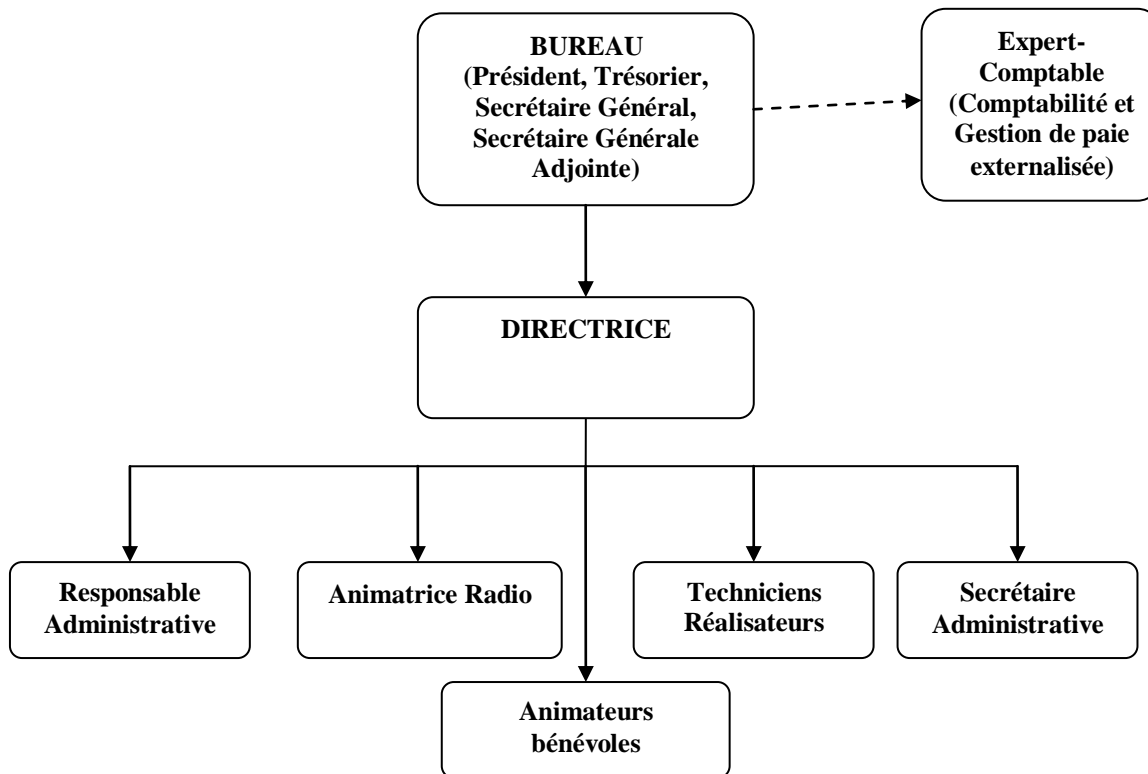 BUREAU
(Président, Trésorier,
Secrétaire Général,
Secrétaire Générale
Adjointe)
Expert-
Comptable
(Comptabilité et
Gestion de paie
externalisée)
DIRECTRICE
Responsable
Administrative
Animatrice Radio
Techniciens
Réalisateurs
Secrétaire
Administrative
Animateurs
bénévoles